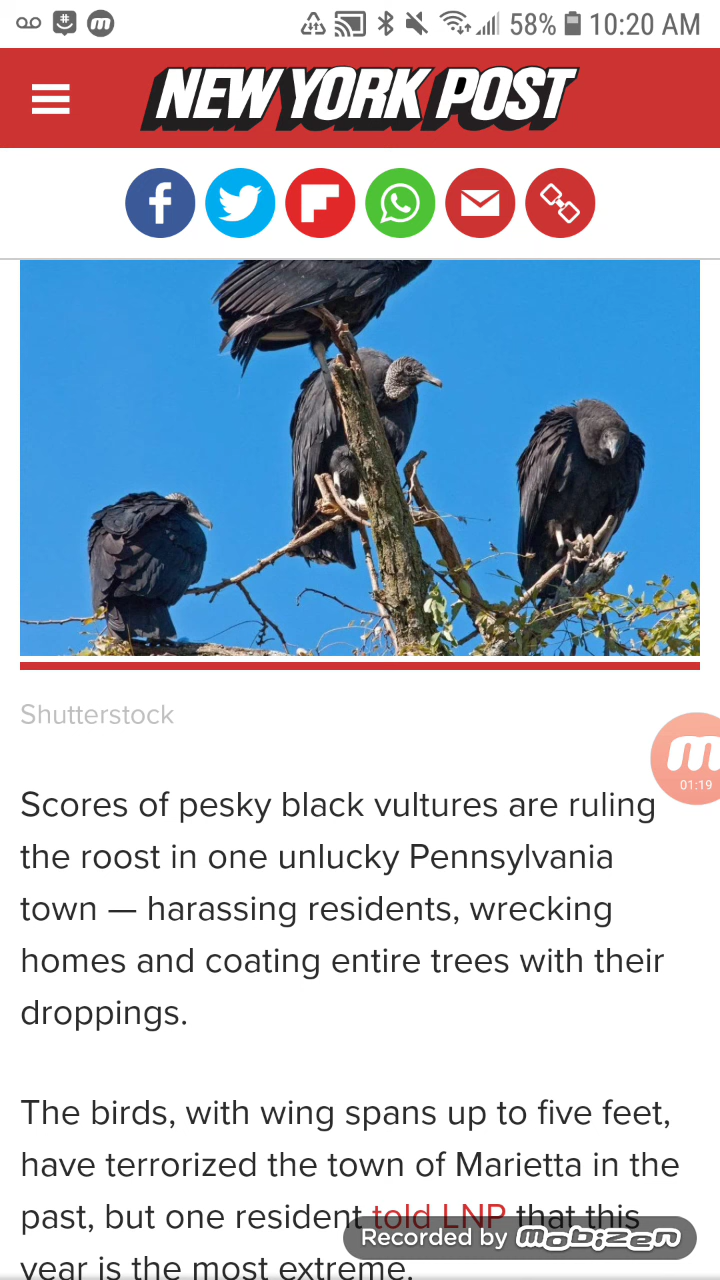 58% 10:20 AM
NEW YORK POST
Shutterstock
m
01:19
Scores of pesky black vultures are ruling
the roost in one unlucky Pennsylvania
town — harassing residents, wrecking
homes and coating entire trees with their
droppings.
The birds, with wing spans up to five feet,
have terrorized the town of Marietta in the
past, but one resident told LNP that this
Recorded by mobizen
year is the most extreme.